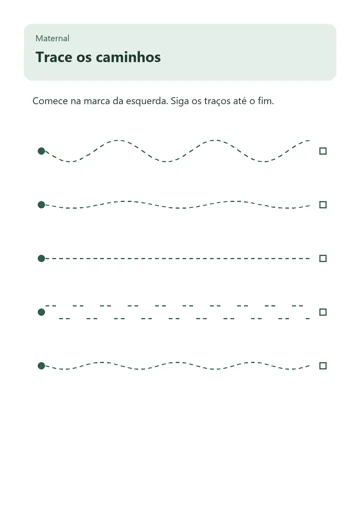 Maternal
Trace os caminhos
Comece na marca da esquerda. Siga os traços até o fim.